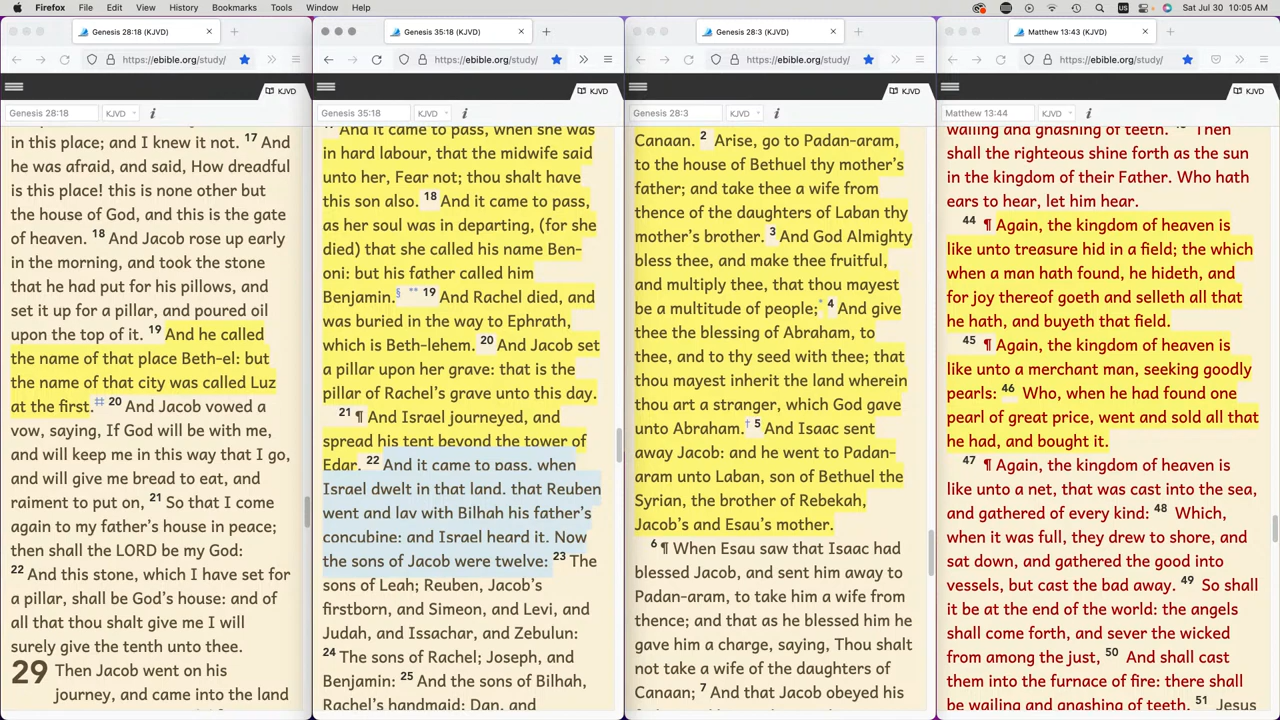 Firefox File Edit View History Bookmarks Tools Window Help Sat Jul 30 10:05 AM
Genesis 28:18 (KJVD)
https://ebible.org/study/
KJVD
Genesis 28:18 KJVD i
in this place; and I knew it not. 17 And
he was afraid, and said, How dreadful
is this place! this is none other but
the house of God, and this is the gate
of heaven. 18 And Jacob rose up early
in the morning, and took the stone
that he had put for his pillows, and
set it up for a pillar, and poured oil
upon the top of it. 19 And he called
the name of that place Beth-el: but
the name of that city was called Luz
at the first.‡‡ 20 And Jacob vowed a
vow, saying, If God will be with me,
and will keep me in this way that I go,
and will give me bread to eat, and
raiment to put on, 21 So that I come
again to my father’s house in peace;
then shall the LORD be my God:
22 And this stone, which I have set for
a pillar, shall be God’s house: and of
all that thou shalt give me I will
surely give the tenth unto thee.
29 Then Jacob went on his
journey, and came into the land
Genesis 35:18 (KJVD)
https://ebible.org/study/
KJVD
Genesis 35:18 KJVD i
And it came to pass, when she was
in hard labour, that the midwife said
unto her, Fear not; thou shalt have
this son also. 18 And it came to pass,
as her soul was in departing, (for she
died) that she called his name Ben-
oni: but his father called him
Benjamin.§ ** 19 And Rachel died, and
was buried in the way to Ephrath,
which is Beth-lehem. 20 And Jacob set
a pillar upon her grave: that is the
pillar of Rachel’s grave unto this day.
21 ¶ And Israel journeyed, and
spread his tent beyond the tower of
Edar. 22 And it came to pass, when
Israel dwelt in that land, that Reuben
went and lay with Bilhah his father’s
concubine: and Israel heard it. Now
the sons of Jacob were twelve: 23 The
sons of Leah; Reuben, Jacob’s
firstborn, and Simeon, and Levi, and
Judah, and Issachar, and Zebulun:
24 The sons of Rachel; Joseph, and
Benjamin: 25 And the sons of Bilhah,
Rachel’s handmaid; Dan, and
Genesis 28:3 (KJVD)
https://ebible.org/study/
KJVD
Genesis 28:3 KJVD i
Canaan. 2 Arise, go to Padan-aram,
to the house of Bethuel thy mother’s
father; and take thee a wife from
thence of the daughters of Laban thy
mother’s brother. 3 And God Almighty
bless thee, and make thee fruitful,
and multiply thee, that thou mayest
be a multitude of people;* 4 And give
thee the blessing of Abraham, to
thee, and to thy seed with thee; that
thou mayest inherit the land wherein
thou art a stranger, which God gave
unto Abraham.† 5 And Isaac sent
away Jacob: and he went to Padan-
aram unto Laban, son of Bethuel the
Syrian, the brother of Rebekah,
Jacob’s and Esau’s mother.
6 ¶ When Esau saw that Isaac had
blessed Jacob, and sent him away to
Padan-aram, to take him a wife from
thence; and that as he blessed him he
gave him a charge, saying, Thou shalt
not take a wife of the daughters of
Canaan; 7 And that Jacob obeyed his
Matthew 13:43 (KJVD)
https://ebible.org/study/
KJVD
Matthew 13:44 KJVD i
wailing and gnashing of teeth. Then
shall the righteous shine forth as the sun
in the kingdom of their Father. Who hath
ears to hear, let him hear.
44 ¶ Again, the kingdom of heaven is
like unto treasure hid in a field; the which
when a man hath found, he hideth, and
for joy thereof goeth and selleth all that
he hath, and buyeth that field.
45 ¶ Again, the kingdom of heaven is
like unto a merchant man, seeking goodly
pearls: 46 Who, when he had found one
pearl of great price, went and sold all that
he had, and bought it.
47 ¶ Again, the kingdom of heaven is
like unto a net, that was cast into the sea,
and gathered of every kind: 48 Which,
when it was full, they drew to shore, and
sat down, and gathered the good into
vessels, but cast the bad away. 49 So shall
it be at the end of the world: the angels
shall come forth, and sever the wicked
from among the just, 50 And shall cast
them into the furnace of fire: there shall
be wailing and gnashing of teeth. 51 Jesus